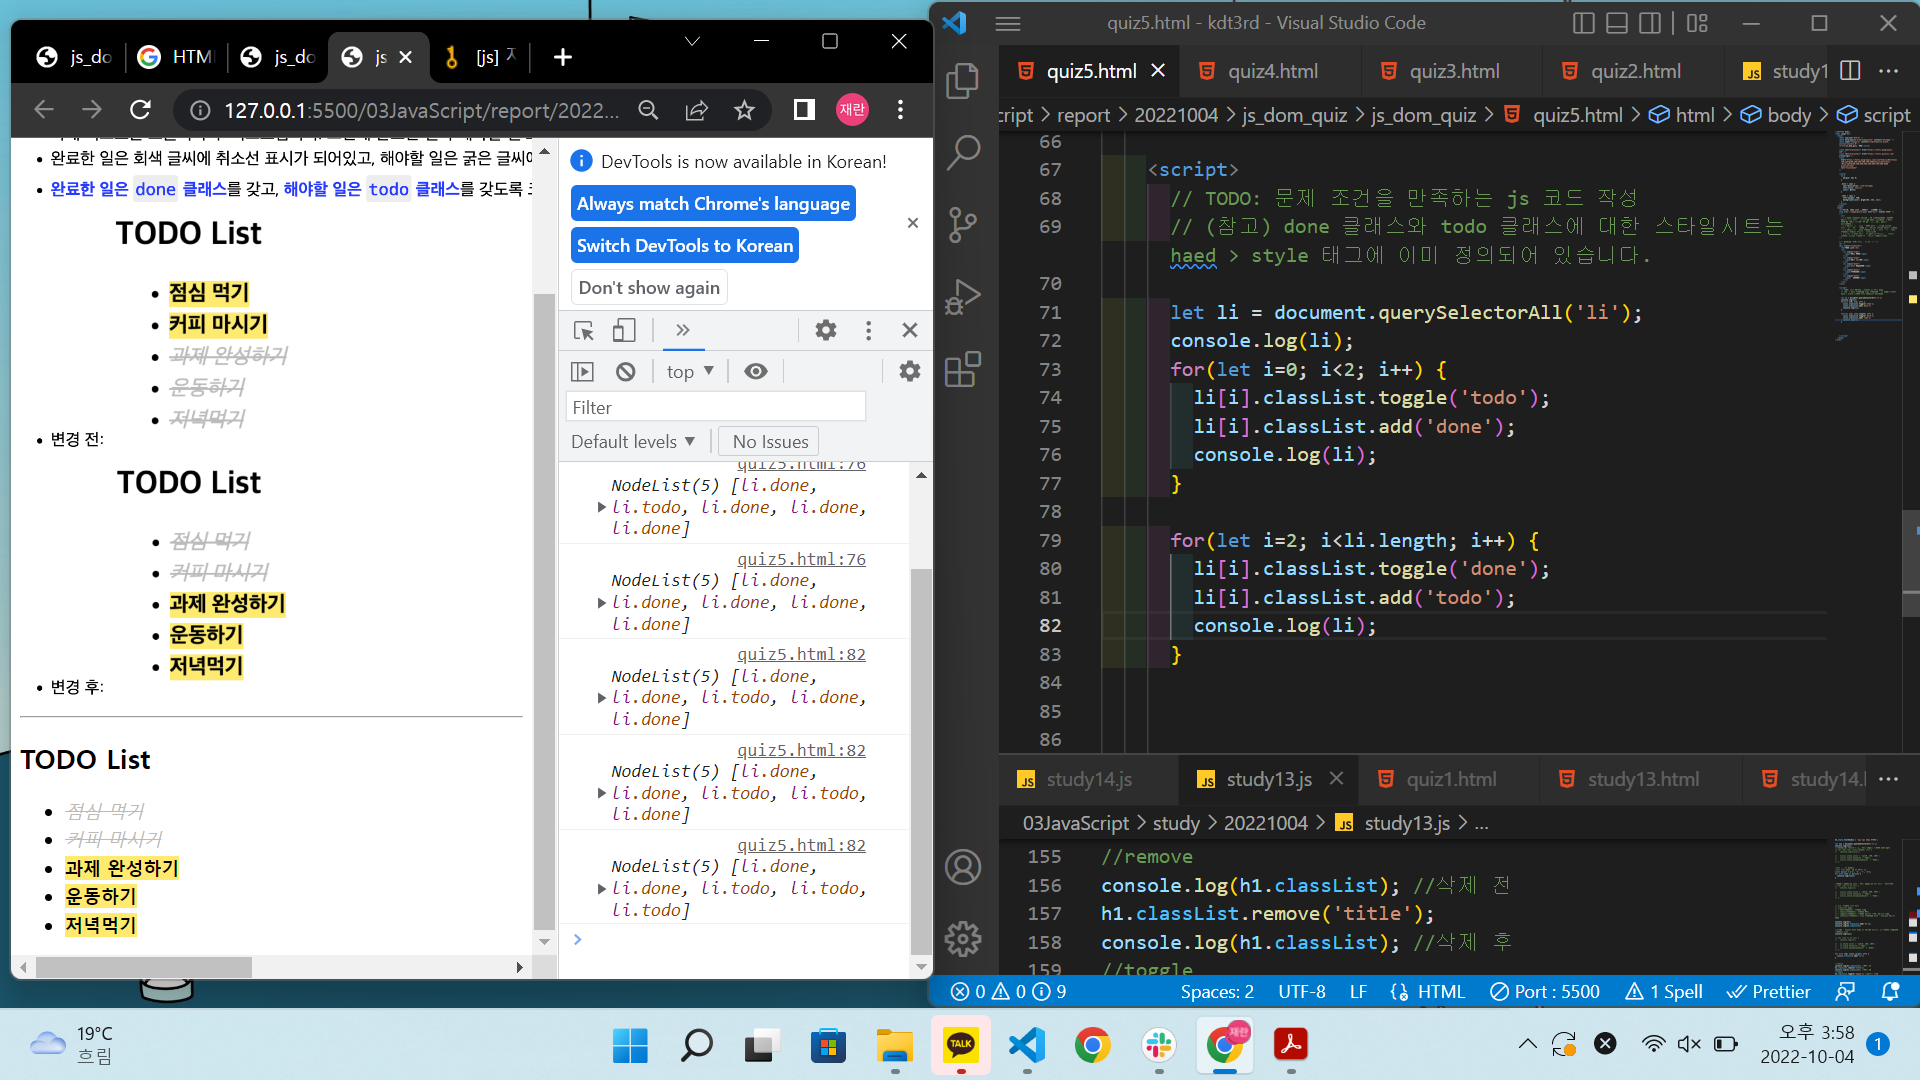 js_do
HTMl
js_do
js
[js]
127.0.0.1:5500/03JavaScript/report/2022...
재란
완료한 일은 회색 글씨에 취소선 표시가 되어있고, 해야할 일은 굵은 글씨에
완료한 일은 done 클래스를 갖고, 해야할 일은 todo 클래스를 갖도록
TODO List
점심 먹기
커피 마시기
과제 완성하기
운동하기
저녁먹기
변경 전:
TODO List
점심 먹기
커피 마시기
과제 완성하기
운동하기
저녁먹기
변경 후:
TODO List
점심 먹기
커피 마시기
과제 완성하기
운동하기
저녁먹기
DevTools is now available in Korean!
Always match Chrome's language
Switch DevTools to Korean
Don't show again
top
Filter
Default levels
No Issues
quiz5.html:76
NodeList(5) [li.done,
li.todo, li.done, li.done,
li.done]
quiz5.html:76
NodeList(5) [li.done,
li.done, li.done, li.done,
li.done]
quiz5.html:82
NodeList(5) [li.done,
li.done, li.todo, li.done,
li.done]
quiz5.html:82
NodeList(5) [li.done,
li.done, li.todo, li.todo,
li.done]
quiz5.html:82
NodeList(5) [li.done,
li.done, li.todo, li.todo,
li.todo]
quiz5.html - kdt3rd - Visual Studio Code
quiz5.html
quiz4.html
quiz3.html
quiz2.html
JS study1
cript > report > 20221004 > js_dom_quiz > js_dom_quiz > quiz5.html > html > body > script
66
67 <script>
68 // TODO: 문제 조건을 만족하는 js 코드 작성
69 // (참고) done 클래스와 todo 클래스에 대한 스타일시트는
haed > style 태그에 이미 정의되어 있습니다.
70
71 let li = document.querySelectorAll('li');
72 console.log(li);
73 for(let i=0; i<2; i++) {
74 li[i].classList.toggle('todo');
75 li[i].classList.add('done');
76 console.log(li);
77 }
78
79 for(let i=2; i<li.length; i++) {
80 li[i].classList.toggle('done');
81 li[i].classList.add('todo');
82 console.log(li);
83 }
84
85
86
JS study14.js
JS study13.js
quiz1.html
study13.html
study14.
03JavaScript > study > 20221004 > JS study13.js > ...
155 //remove
156 console.log(h1.classList); //삭제 전
157 h1.classList.remove('title');
158 console.log(h1.classList); //삭제 후
159 //toggle
0 0 9
Spaces: 2
UTF-8
LF
HTML
Port : 5500
1 Spell
Prettier
19°C
흐림
TALK
재란
오후 3:58
2022-10-04
1